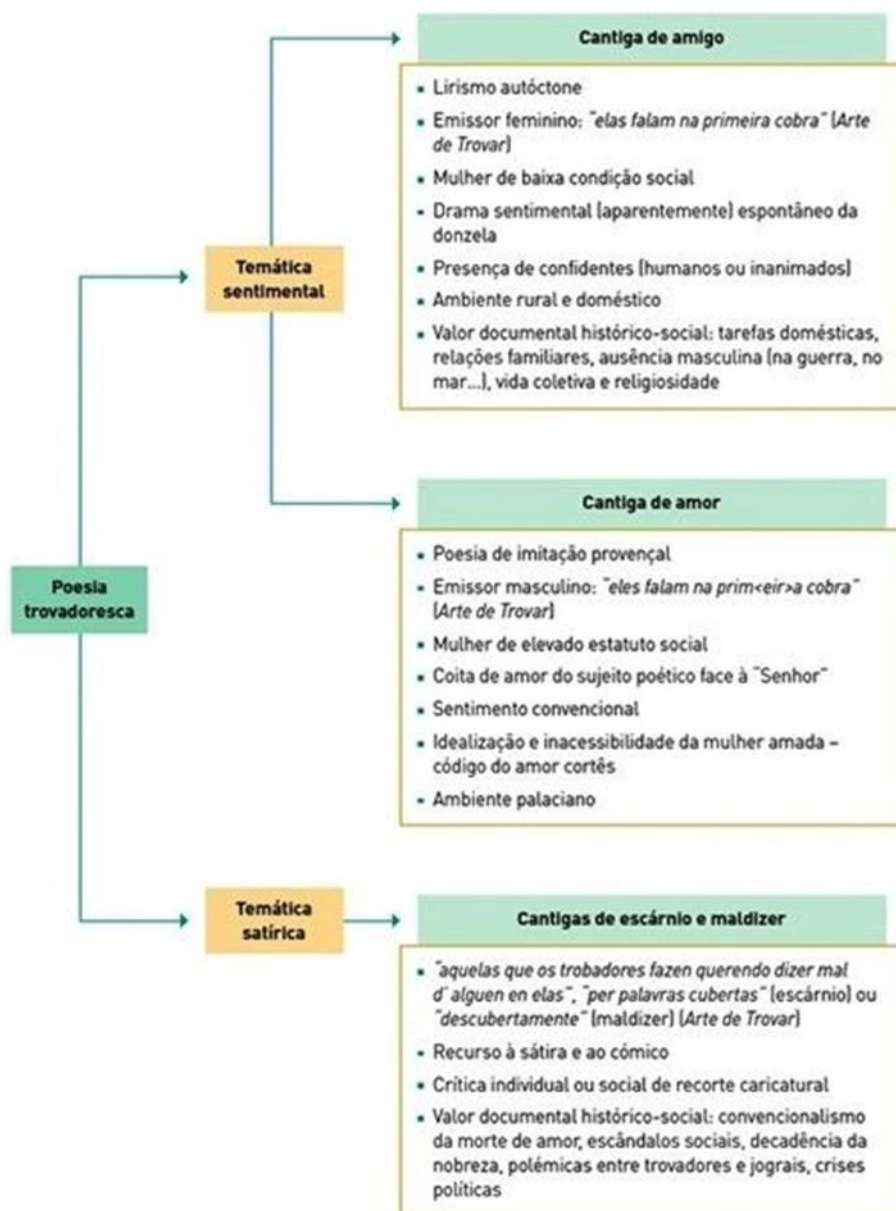 Cantiga de amigo
▪ Lirismo autóctone
▪ Emissor feminino: "elas falam na primeira cobra" (Arte
de Trovar)
▪ Mulher de baixa condição social
▪ Drama sentimental (aparentemente) espontâneo da
donzela
▪ Presença de confidentes (humanos ou inanimados)
▪ Ambiente rural e doméstico
▪ Valor documental histórico-social: tarefas domésticas,
relações familiares, ausência masculina (na guerra, no
mar...), vida coletiva e religiosidade
Temática
sentimental
Cantiga de amor
▪ Poesia de imitação provençal
▪ Emissor masculino: "eles falam na prim<eir>a cobra"
(Arte de Trovar)
▪ Mulher de elevado estatuto social
▪ Coita de amor do sujeito poético face à "Senhor"
▪ Sentimento convencional
▪ Idealização e inacessibilidade da mulher amada –
código do amor cortês
▪ Ambiente palaciano
Poesia
trovadoresca
Temática
satírica
Cantigas de escárnio e maldizer
▪ "aquelas que os trobadores fazen querendo dizer mal
d' alguen en elas", "per palavras cubertas" (escárnio) ou
"descubertamente" (maldizer) (Arte de Trovar)
▪ Recurso à sátira e ao cómico
▪ Crítica individual ou social de recorte caricatural
▪ Valor documental histórico-social: convencionalismo
da morte de amor, escândalos sociais, decadência da
nobreza, polémicas entre trovadores e jograis, crises
políticas